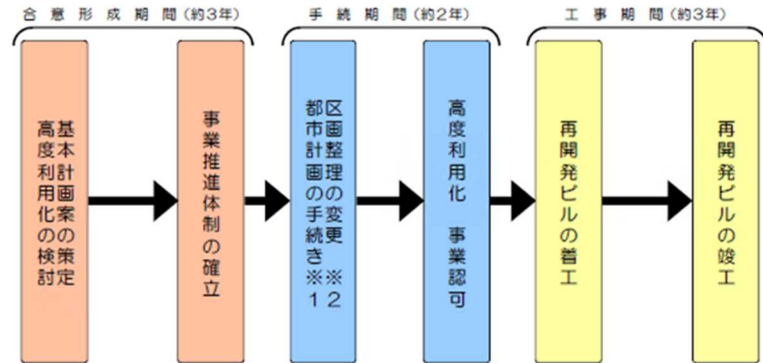 合意形成期間(約3年)
手続期間(約2年)
工事期間(約3年)
基本計画案の策定
高度利用化の検討
事業推進体制の確立
区画整理の変更 ※2
都市計画の手続き※1
高度利用化 事業認可
再開発ビルの着工
再開発ビルの竣工